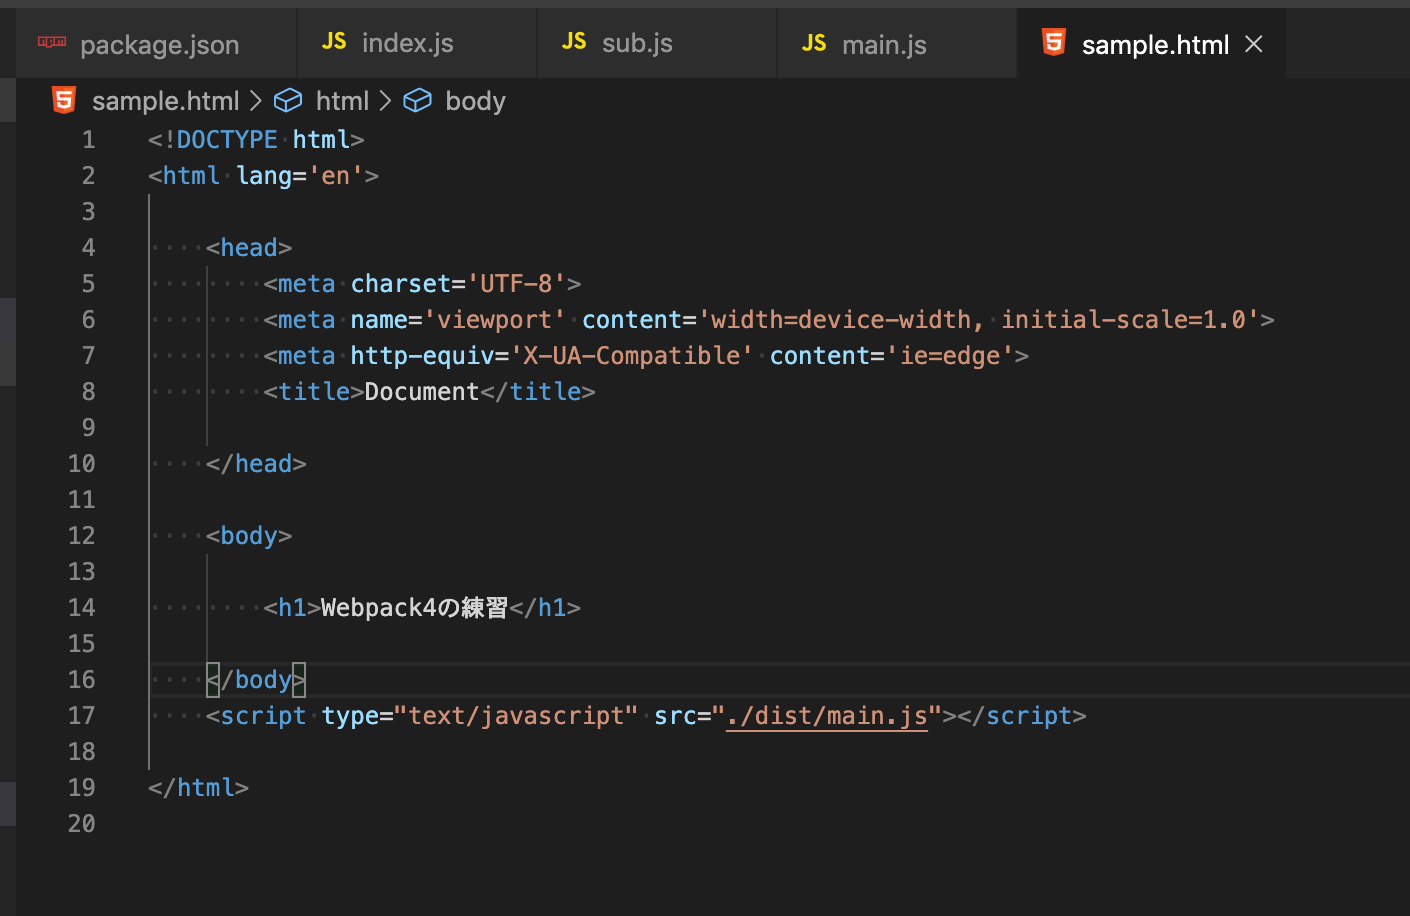 package.json JS index.js JS sub.js JS main.js sample.html
sample.html > html > body
1 <!DOCTYPE html>
2 <html lang='en'>
3
4 <head>
5 <meta charset='UTF-8'>
6 <meta name='viewport' content='width=device-width, initial-scale=1.0'>
7 <meta http-equiv='X-UA-Compatible' content='ie=edge'>
8 <title>Document</title>
9
10 </head>
11
12 <body>
13
14 <h1>Webpack4の練習</h1>
15
16 </body>
17 <script type="text/javascript" src="./dist/main.js"></script>
18
19 </html>
20